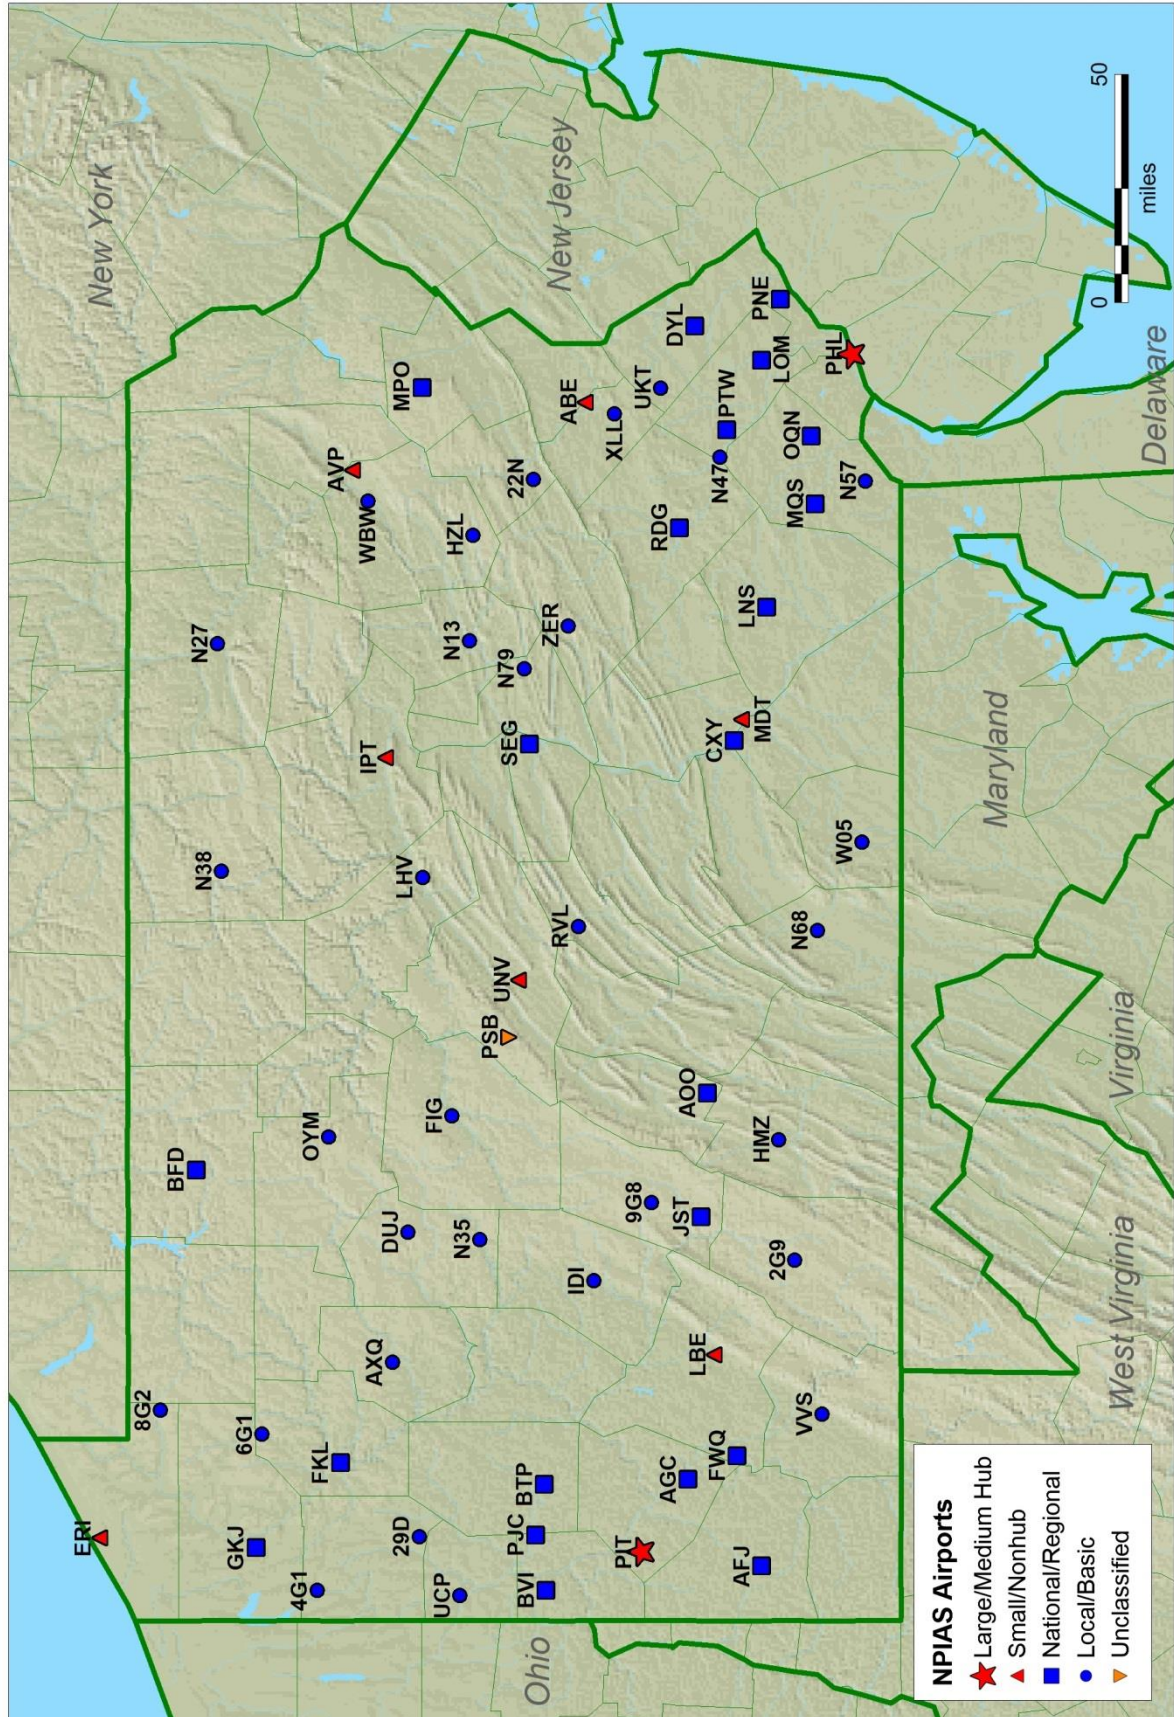 New York
New Jersey
Delaware
Maryland
Virginia
West Virginia
Ohio
ERI
8G2
GKJ
6G1
4G1
FKL
29D
UCP
AXQ
PJC
BTP
BVI
PIT
AGC
FWQ
AFJ
VVS
LBE
IDI
2G9
JST
9G8
HMZ
AOO
N35
DUJ
BFD
OYM
FIG
PSB
UNV
RVL
N68
W05
LHV
N38
IPT
N27
SEG
N79
N13
ZER
CXY
MDT
LNS
HZL
WBW
AVP
22N
MPO
RDG
ABE
XLL
UKT
DYL
N47
PTW
LOM
PNE
PHL
OQN
MQS
N57
0
50
miles
NPIAS Airports
Large/Medium Hub
Small/Nonhub
National/Regional
Local/Basic
Unclassified